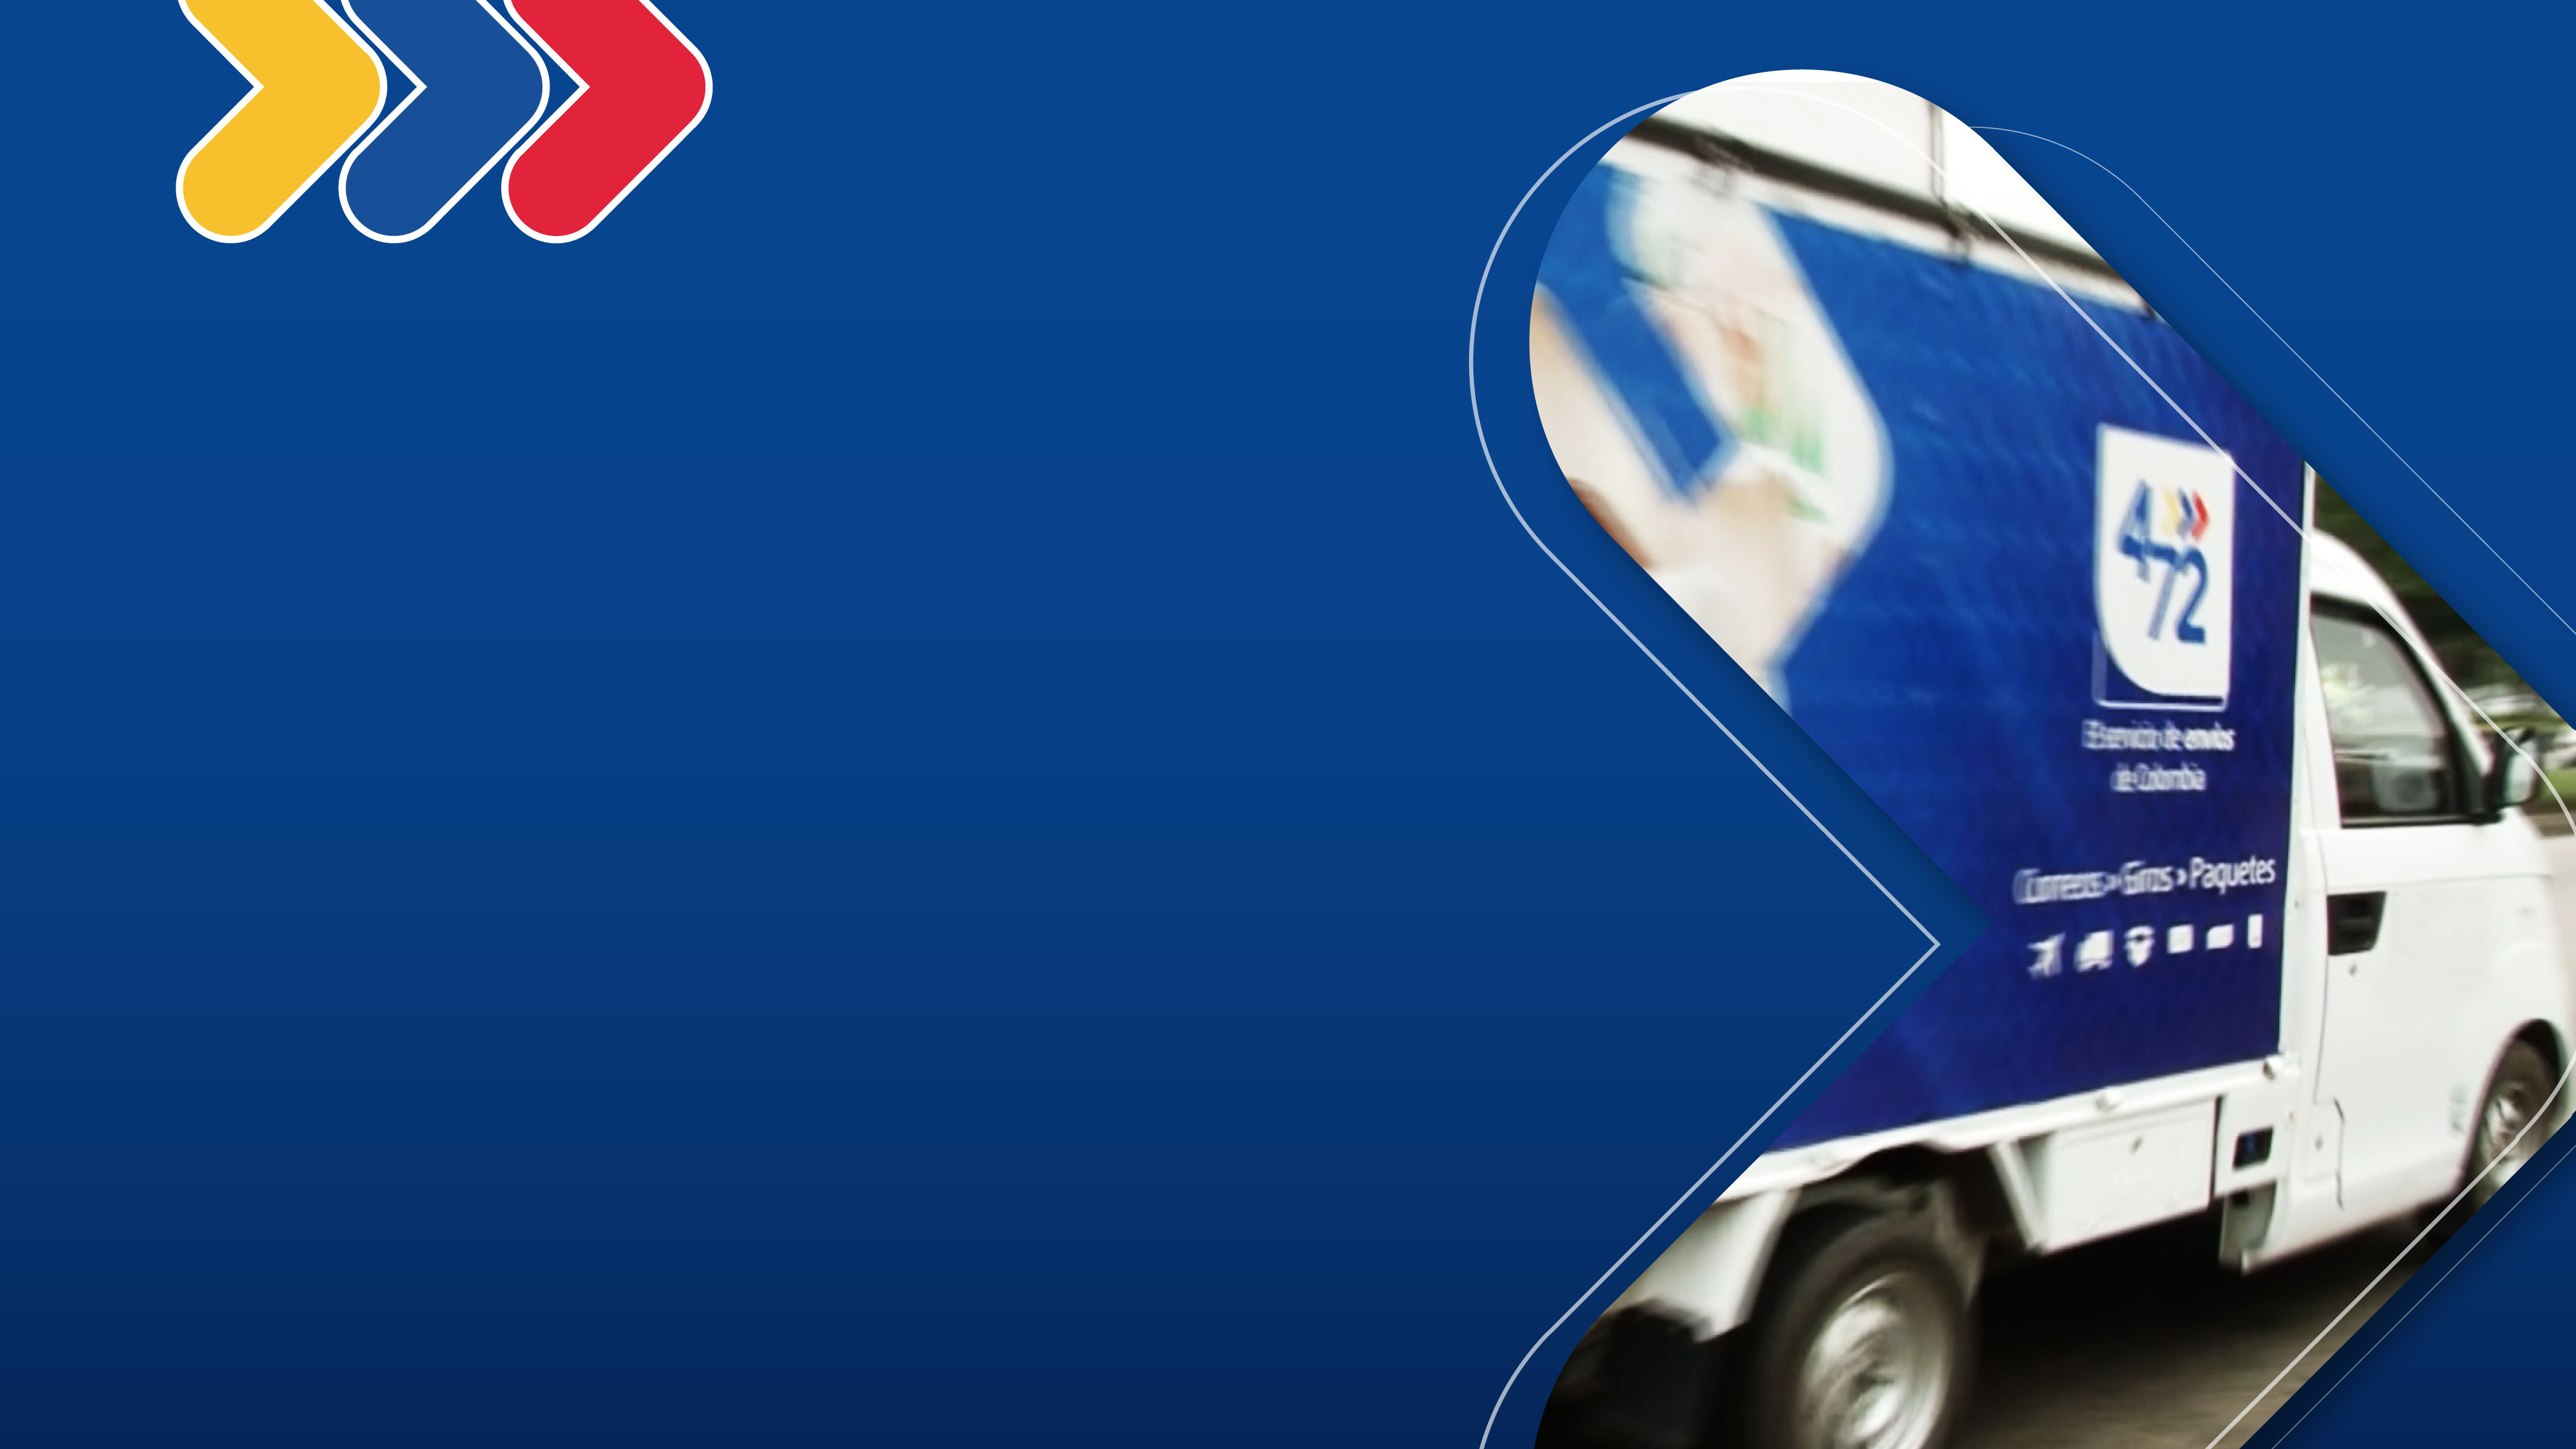 4
72
El servicio de envíos
de Colombia
Correos » Giros » Paquetes